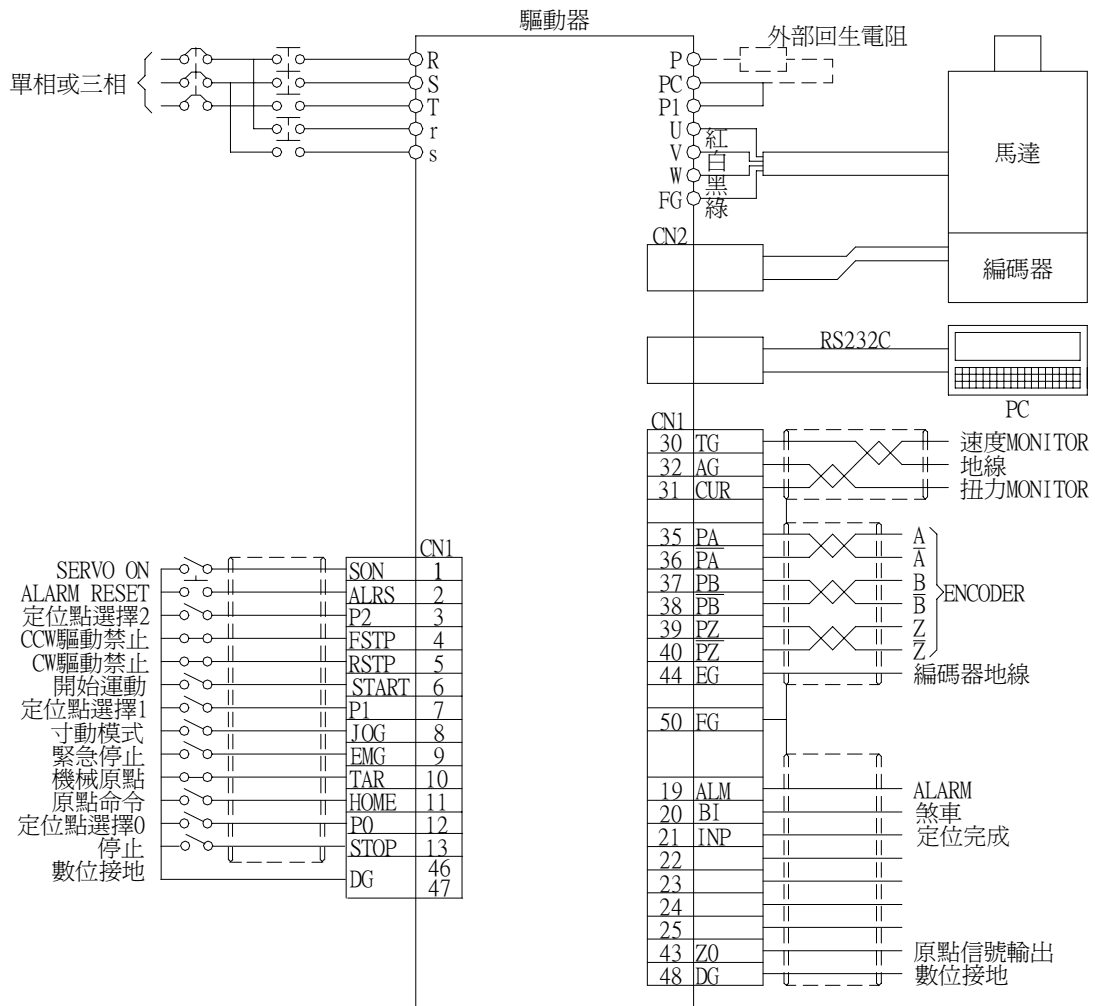 驅動器
外部回生電阻
單相或三相
R
S
T
r
s
P
PC
P1
U
V
W
FG
紅
白
黑
綠
馬達
編碼器
CN2
RS232C
PC
CN1
30 TG 速度MONITOR
32 AG 地線
31 CUR 扭力MONITOR
35 PA A
36 P̅A̅ A̅
37 PB B
38 P̅B̅ B̅
39 PZ Z
40 P̅Z̅ Z̅
ENCODER
44 EG 編碼器地線
50 FG
19 ALM ALARM
20 BI 煞車
21 INP 定位完成
22
23
24
25
43 ZO 原點信號輸出
48 DG 數位接地
CN1
SERVO ON SON 1
ALARM RESET ALRS 2
定位點選擇2 P2 3
CCW驅動禁止 FSTP 4
CW驅動禁止 RSTP 5
開始運動 START 6
定位點選擇1 P1 7
寸動模式 JOG 8
緊急停止 EMG 9
機械原點 TAR 10
原點命令 HOME 11
定位點選擇0 P0 12
停止 STOP 13
數位接地 DG 46
47